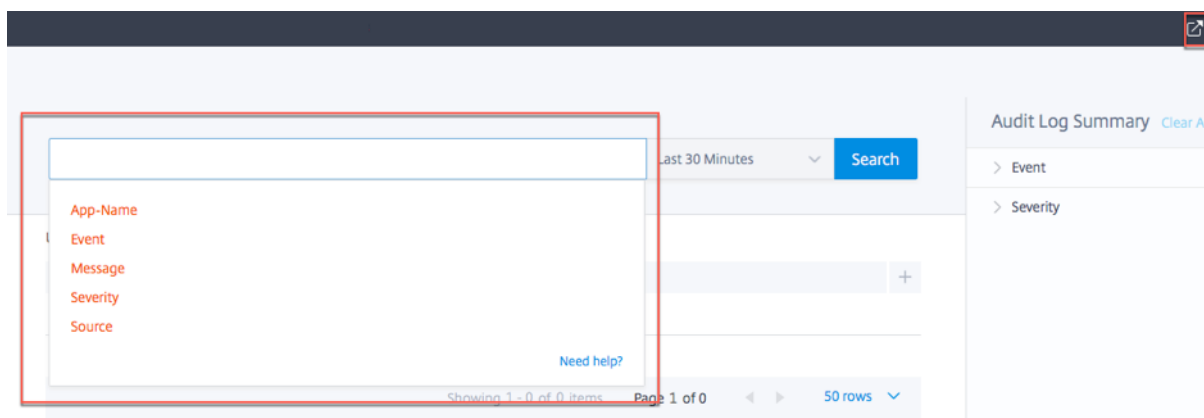 Audit Log Summary Clear A
Last 30 Minutes
Search
Event
Severity
App-Name
Event
Message
Severity
Source
Need help?
Showing 1 - 0 of 0 items Page 1 of 0 50 rows